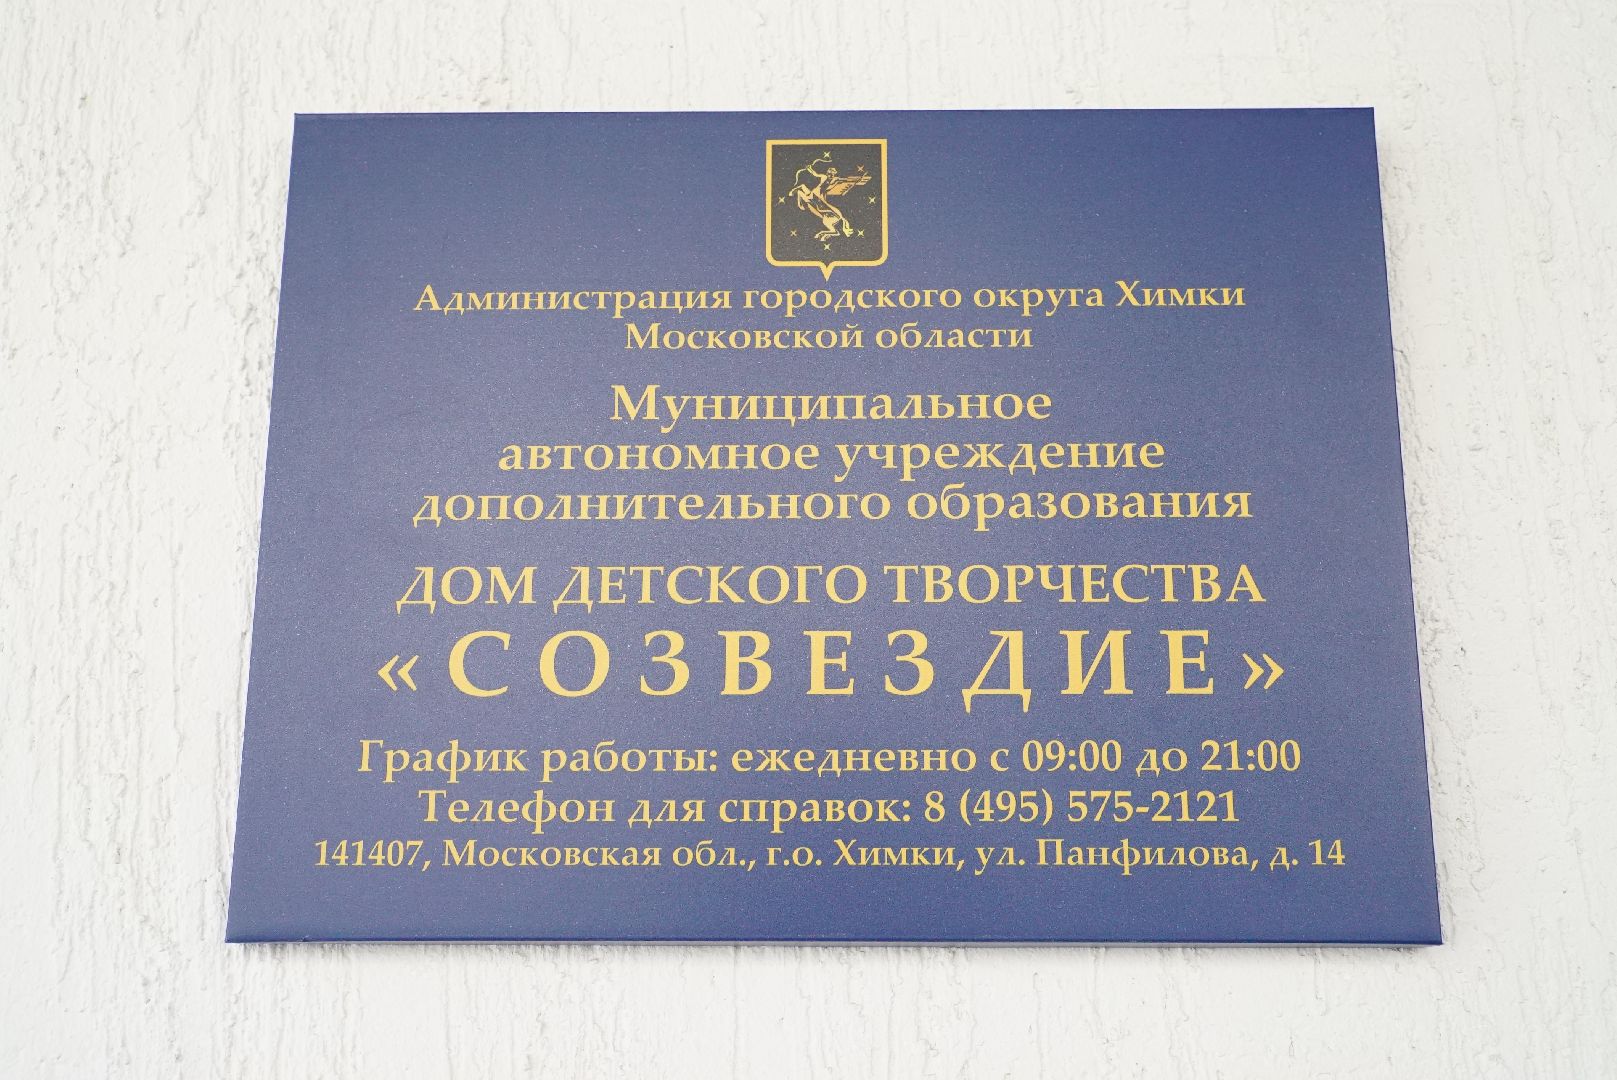 Администрация городского округа Химки
Московской области
Муниципальное
автономное учреждение
дополнительного образования
ДОМ ДЕТСКОГО ТВОРЧЕСТВА
«СОЗВЕЗДИЕ»
График работы: ежедневно с 09:00 до 21:00
Телефон для справок: 8 (495) 575-2121
141407, Московская обл., г.о. Химки, ул. Панфилова, д. 14